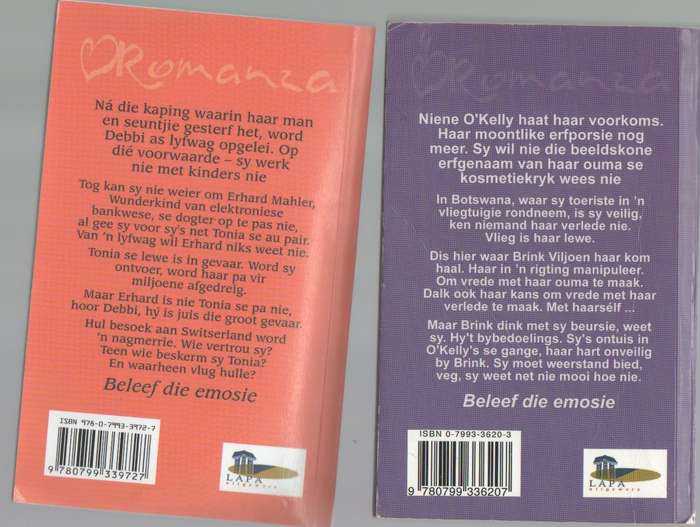 Romanza
Ná die kaping waarin haar man
en seuntjie gesterf het, word
Debbi as lyfwag opgelei. Op
dié voorwaarde – sy werk
nie met kinders nie
Tog kan sy nie weier om Erhard Mahler,
Wunderkind van elektroniese
bankwese, se dogter op te pas nie,
al gee sy voor sy's net Tonia se au pair.
Van 'n lyfwag wil Erhard niks weet nie.
Tonia se lewe is in gevaar. Word sy
ontvoer, word haar pa vir
miljoene afgedreig.
Maar Erhard is nie Tonia se pa nie,
hoor Debbi, hý is juis die groot gevaar.
Hul besoek aan Switserland word
'n nagmerrie. Wie vertrou sy?
Teen wie beskerm sy Tonia?
En waarheen vlug hulle?
Beleef die emosie
ISBN 978-0-7993-3972-7
9 780799 339727
LAPA
uitgewers
Romanza
Niene O'Kelly haat haar voorkoms.
Haar moontlike erfporsie nog
meer. Sy wil nie die beeldskone
erfgenaam van haar ouma se
kosmetiekryk wees nie
In Botswana, waar sy toeriste in 'n
vliegtuigie rondneem, is sy veilig,
ken niemand haar verlede nie.
Vlieg is haar lewe.
Dis hier waar Brink Viljoen haar kom
haal. Haar in 'n rigting manipuleer.
Om vrede met haar ouma te maak.
Dalk ook haar kans om vrede met haar
verlede te maak. Met haarsélf ...
Maar Brink dink met sy beursie, weet
sy. Hy't bybedoelings. Sy's ontuis in
O'Kelly's se gange, haar hart onveilig
by Brink. Sy moet weerstand bied,
veg, sy weet net nie mooi hoe nie.
Beleef die emosie
ISBN 0-7993-3620-3
9 780799 336207
LAPA
uitgewers